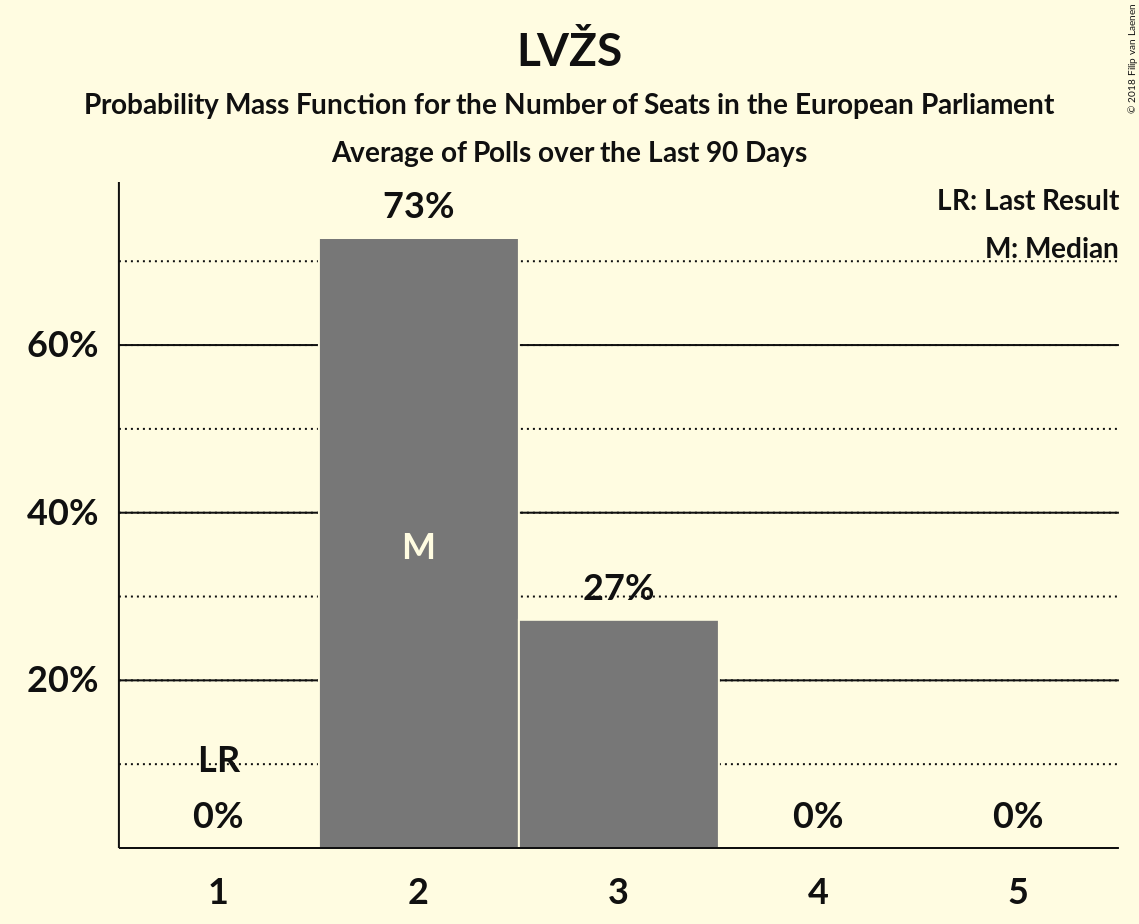 LVŽS
Probability Mass Function for the Number of Seats in the European Parliament
Average of Polls over the Last 90 Days
© 2018 Filip van Laenen
LR: Last Result
M: Median
73%
60%
40%
M
27%
20%
LR
0%
0%
0%
1
2
3
4
5